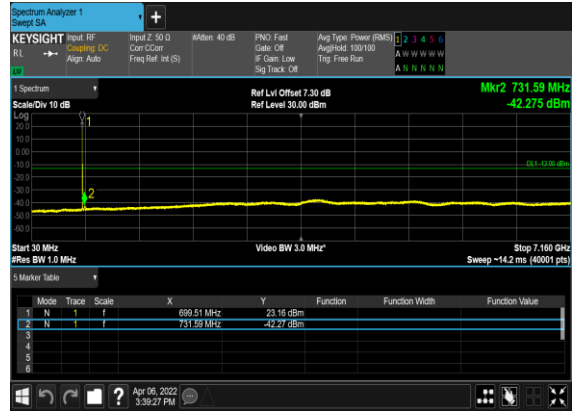 Spectrum Analyzer 1
Swept SA
+
KEYSIGHT Input: RF Input Z: 50 Ω #Atten: 40 dB PNO: Fast Avg Type: Power (RMS) 1 2 3 4 5 6
RL Coupling: DC Corr CCorr Gate: Off Avg|Hold: 100/100 A W W W W W
Align: Auto Freq Ref: Int (S) IF Gain: Low Trig: Free Run
Sig Track: Off A N N N N N
1 Spectrum
Ref Lvl Offset 7.30 dB Mkr2 731.59 MHz
Scale/Div 10 dB Ref Level 30.00 dBm -42.275 dBm
Log
1
20.0
10.0
0.00
-10.0 DL1 -13.00 dBm
-20.0
-30.0
2
-40.0
-50.0
-60.0
Start 30 MHz Video BW 3.0 MHz* Stop 7.160 GHz
#Res BW 1.0 MHz Sweep ~14.2 ms (40001 pts)
5 Marker Table
Mode Trace Scale X Y Function Function Width Function Value
1 N 1 f 699.51 MHz 23.16 dBm
2 N 1 f 731.59 MHz -42.27 dBm
3
4
5
6
? Apr 06, 2022
3:39:27 PM